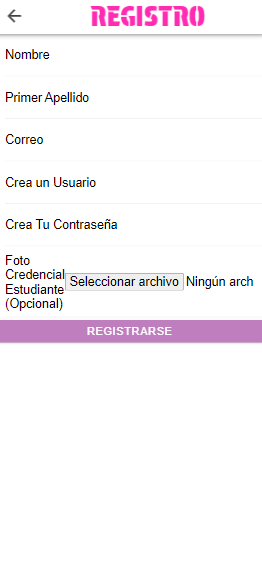 REGISTRO
Nombre
Primer Apellido
Correo
Crea un Usuario
Crea Tu Contraseña
Foto
Credencial
Estudiante
(Opcional)
Seleccionar archivo Ningún arch
REGISTRARSE